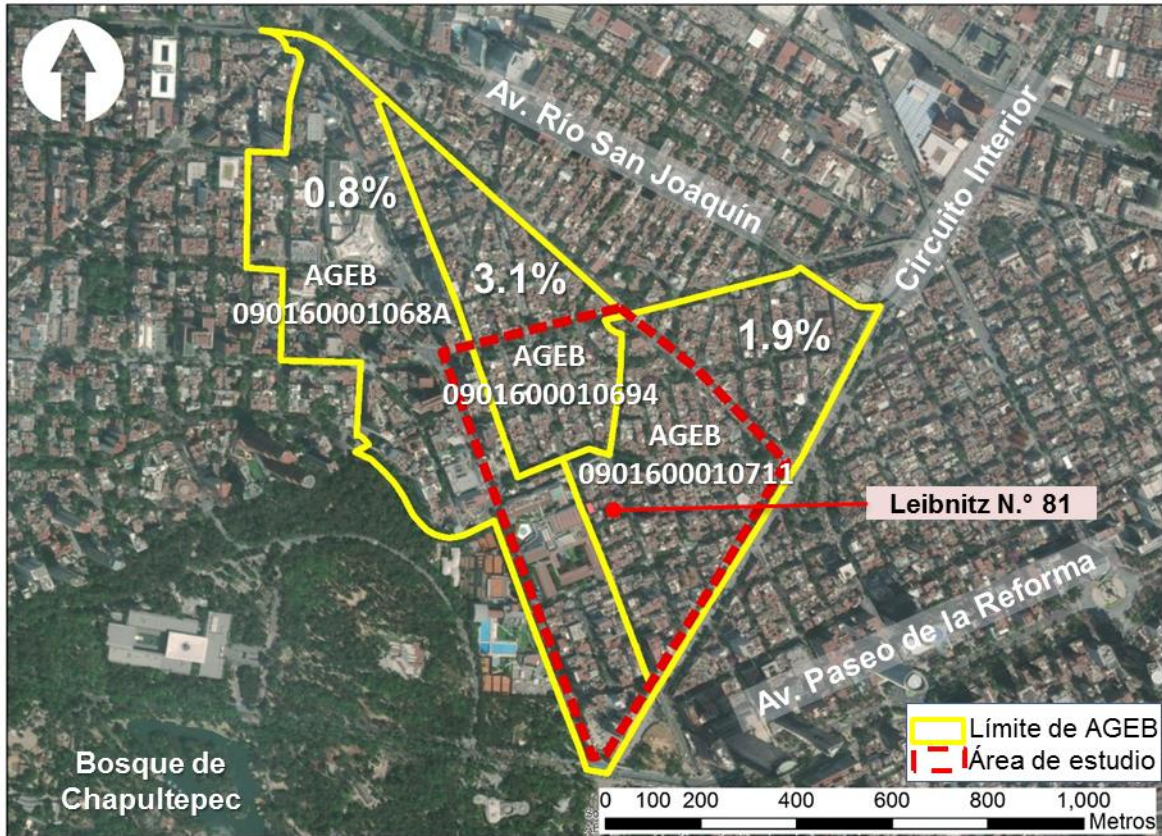 Av. Río San Joaquín
Circuito Interior
0.8%
3.1%
1.9%
AGEB
090160001068A
AGEB
0901600010694
AGEB
0901600010711
Leibnitz N.° 81
Av. Paseo de la Reforma
Bosque de
Chapultepec
Límite de AGEB
Área de estudio
0 100 200 400 600 800 1,000
Metros